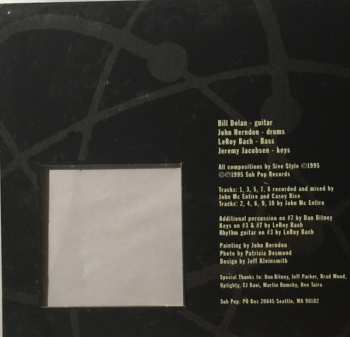 Bill Dolan - guitar
John Herndon - drums
LeRoy Bach - Bass
Jeremy Jacobsen - keys
All compositions by Five Style ©1995
℗©1995 Sub Pop Records
Tracks: 1, 3, 5, 7, 8 recorded and mixed by
John Mc Entire and Casey Rice
Tracks: 2, 4, 6, 9, 10 by John Mc Entire
Additional percussion on #7 by Dan Bitney
Keys on #3 & #7 by LeRoy Bach
Rhythm guitar on #3 by LeRoy Bach
Painting by John Herndon
Photo by Patricia Desmond
Design by Jeff Kleinsmith
Special Thanks to: Dan Bitney, Jeff Parker, Brad Wood,
Uptighty, Martin Ben
Sub Pop: PO Box 20645 Seattle, WA 98102